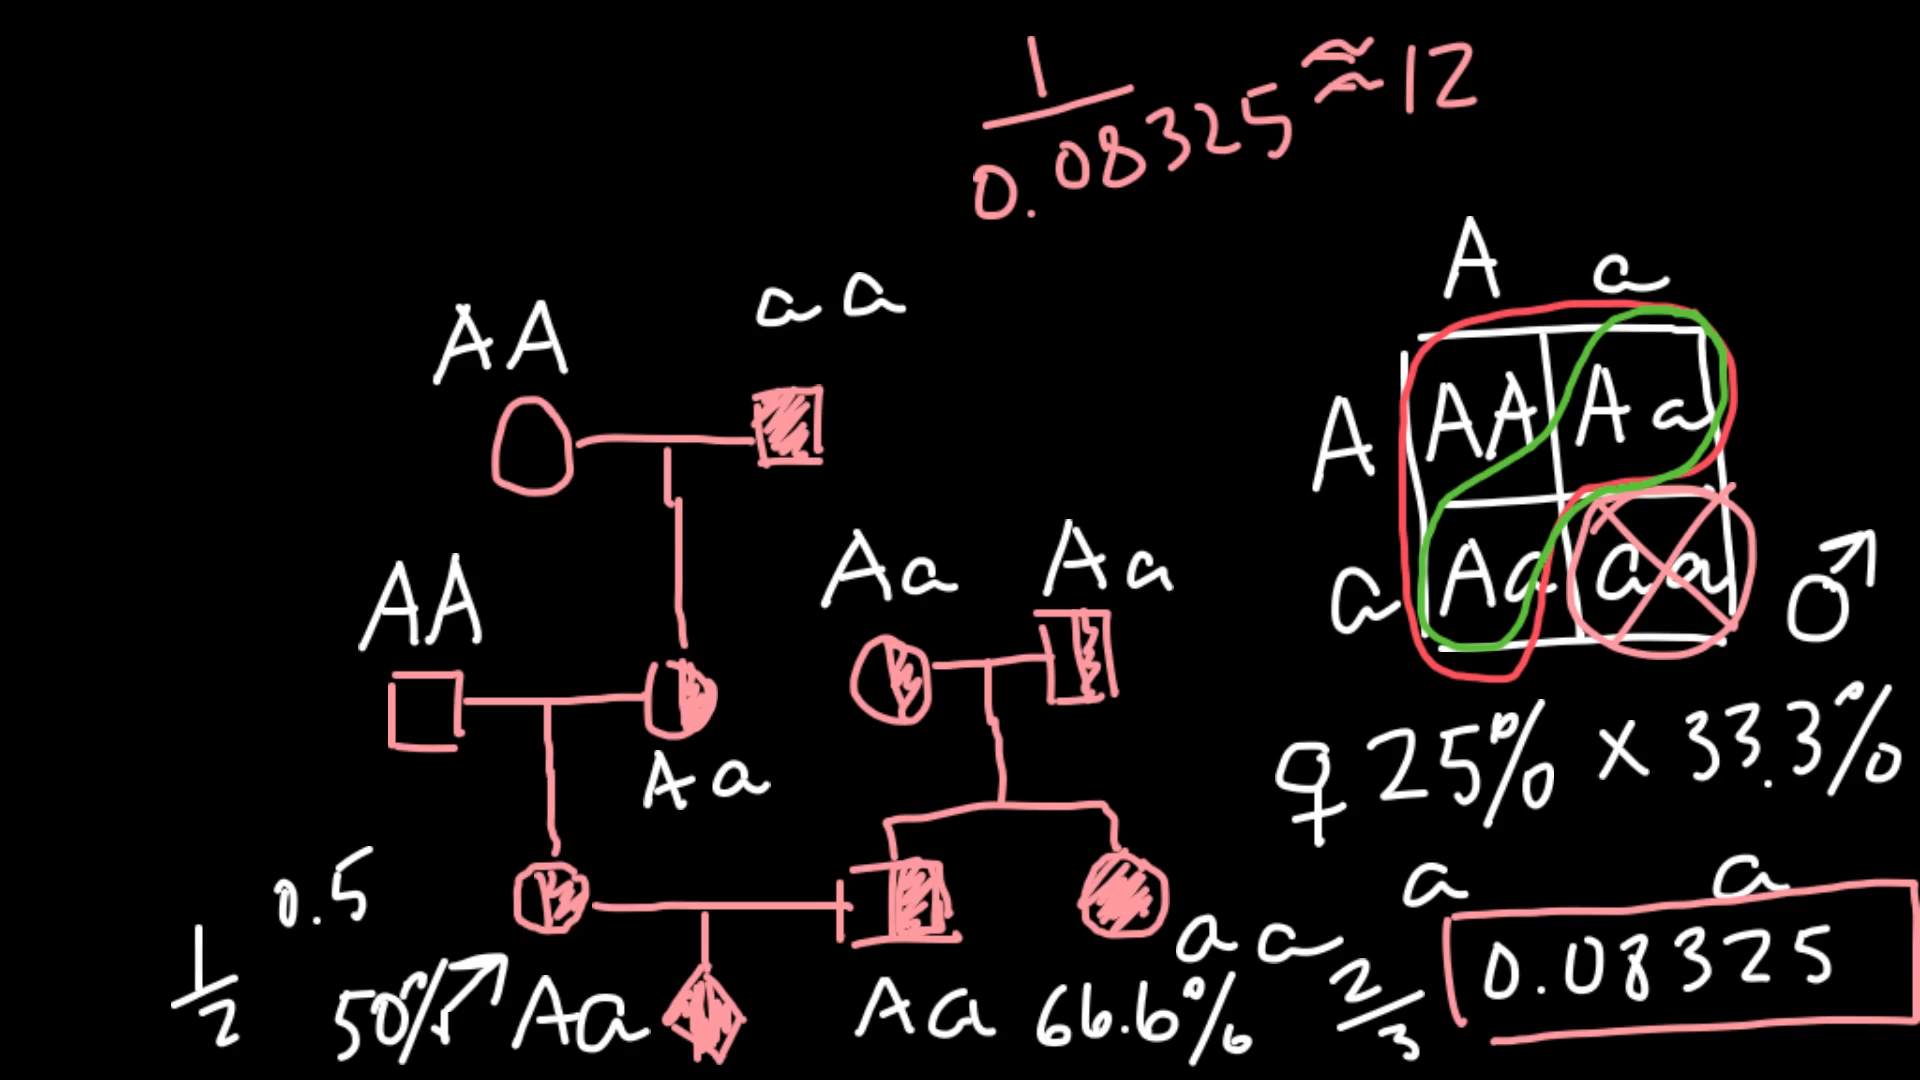 1
0.08325 ≈ 12
A a
AA aa
AA Aa
A
Aa Aa
AA
a Aa aa ♂
Aa
♀ 25% x 33.3%
0.5
a a
aa
1/2 50% Aa Aa 66.6% 2/3
0.08325